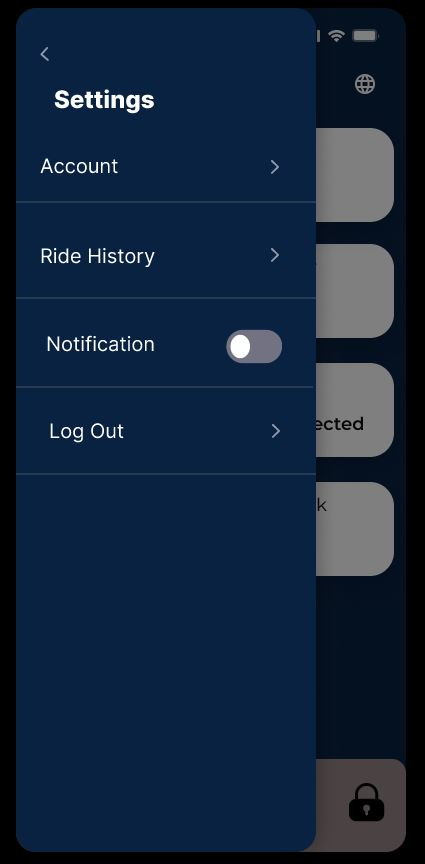 Settings
Account
Ride History
Notification
ected
Log Out
k